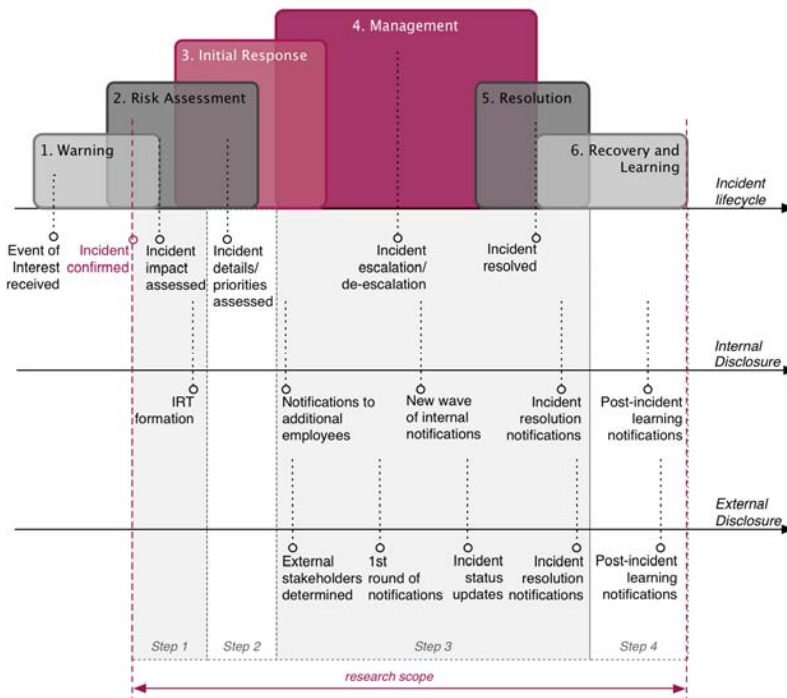 4. Management
3. Initial Response
2. Risk Assessment
5. Resolution
1. Warning
6. Recovery and
Learning
Incident
lifecycle
Event of
Interest
received
Incident
confirmed
Incident
impact
assessed
Incident
details/
priorities
assessed
Incident
escalation/
de-escalation
Incident
resolved
Internal
Disclosure
IRT
formation
Notifications to
additional
employees
New wave
of internal
notifications
Incident
resolution
notifications
Post-incident
learning
notifications
External
Disclosure
External
stakeholders
determined
1st
round of
notifications
Incident
status
updates
Incident
resolution
notifications
Post-incident
learning
notifications
Step 1
Step 2
Step 3
Step 4
research scope